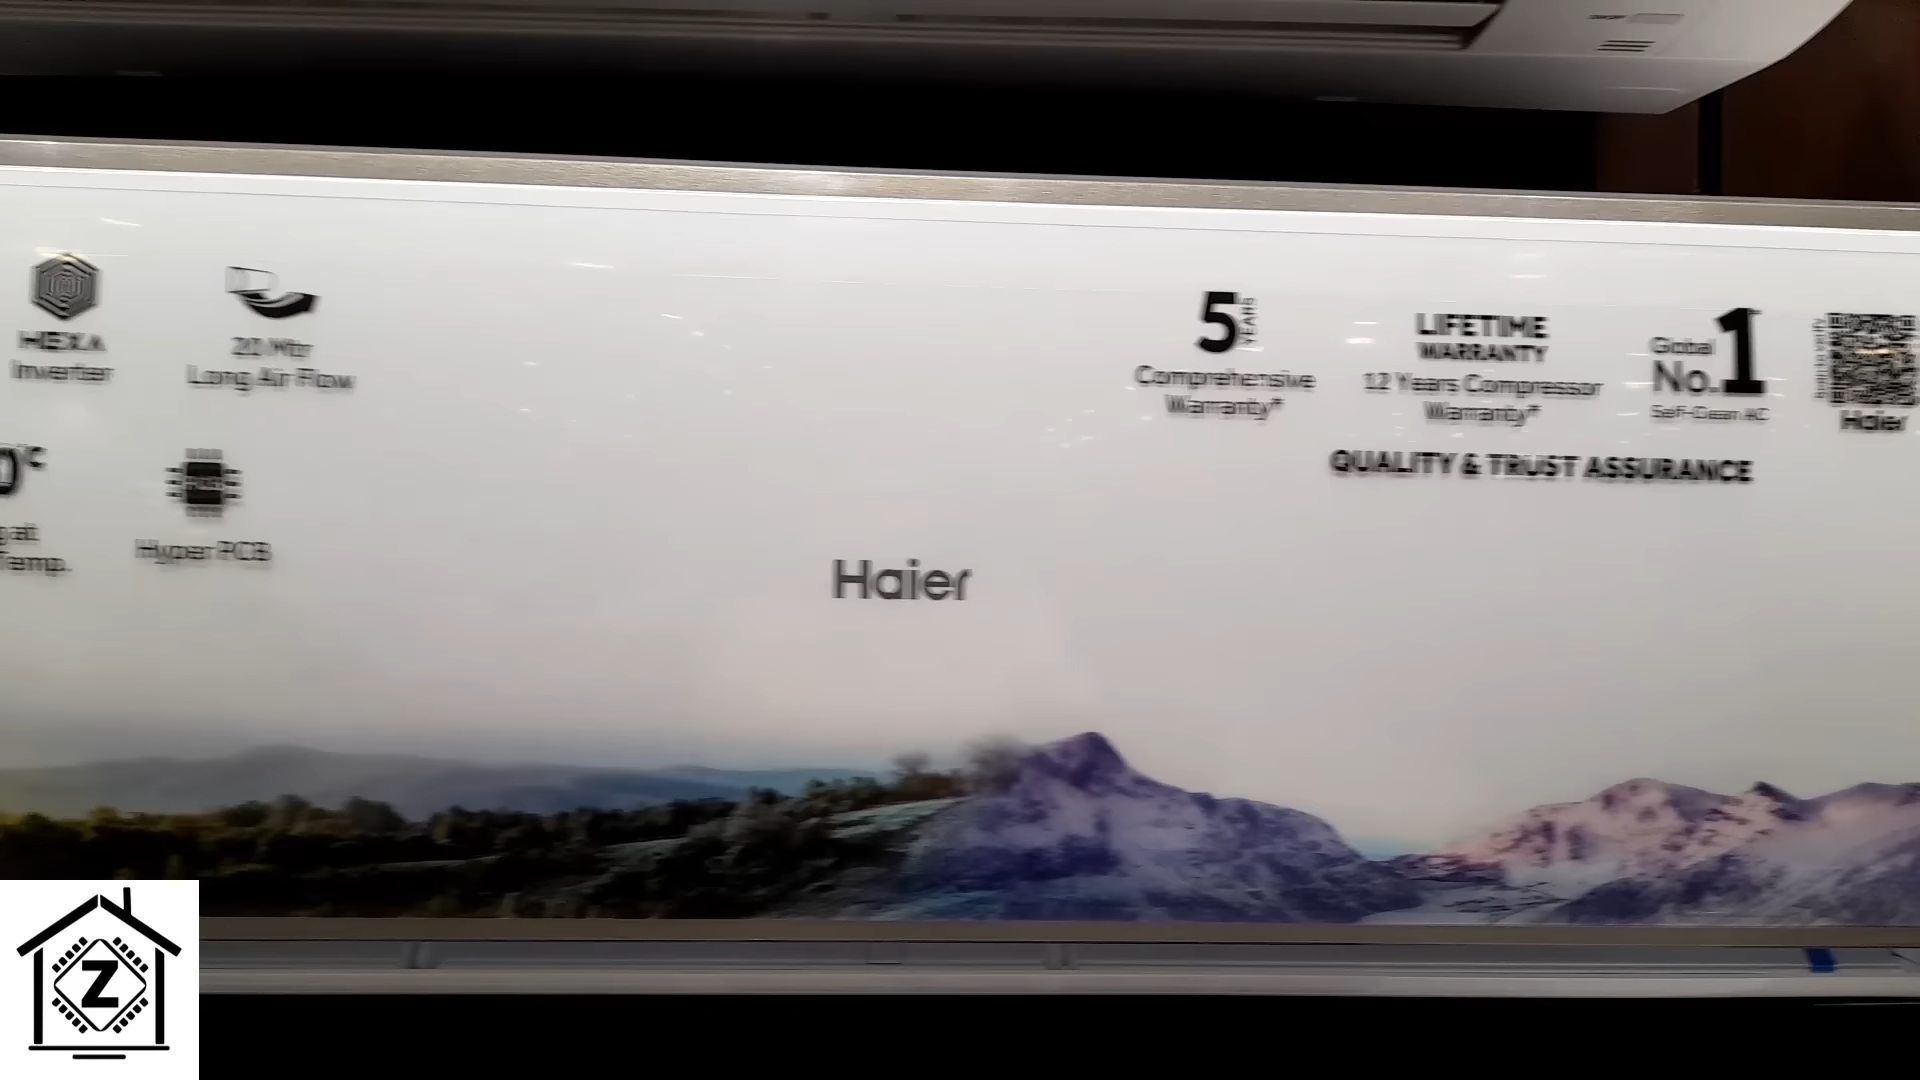 HEXA
Inverter
20 Mtr
Long Air Flow
°C
Temp.
Hyper PCB
Haier
5 YEARS
Comprehensive
Warranty*
LIFETIME
WARRANTY
12 Years Compressor
Warranty*
Global
No.1
Self-Clean AC
Haier
QUALITY & TRUST ASSURANCE
Z